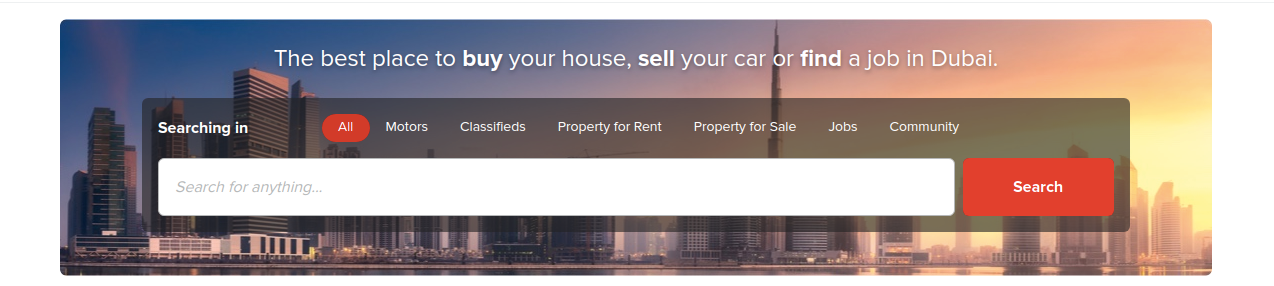 The best place to buy your house, sell your car or find a job in Dubai.
Searching in All Motors Classifieds Property for Rent Property for Sale Jobs Community
Search for anything... Search